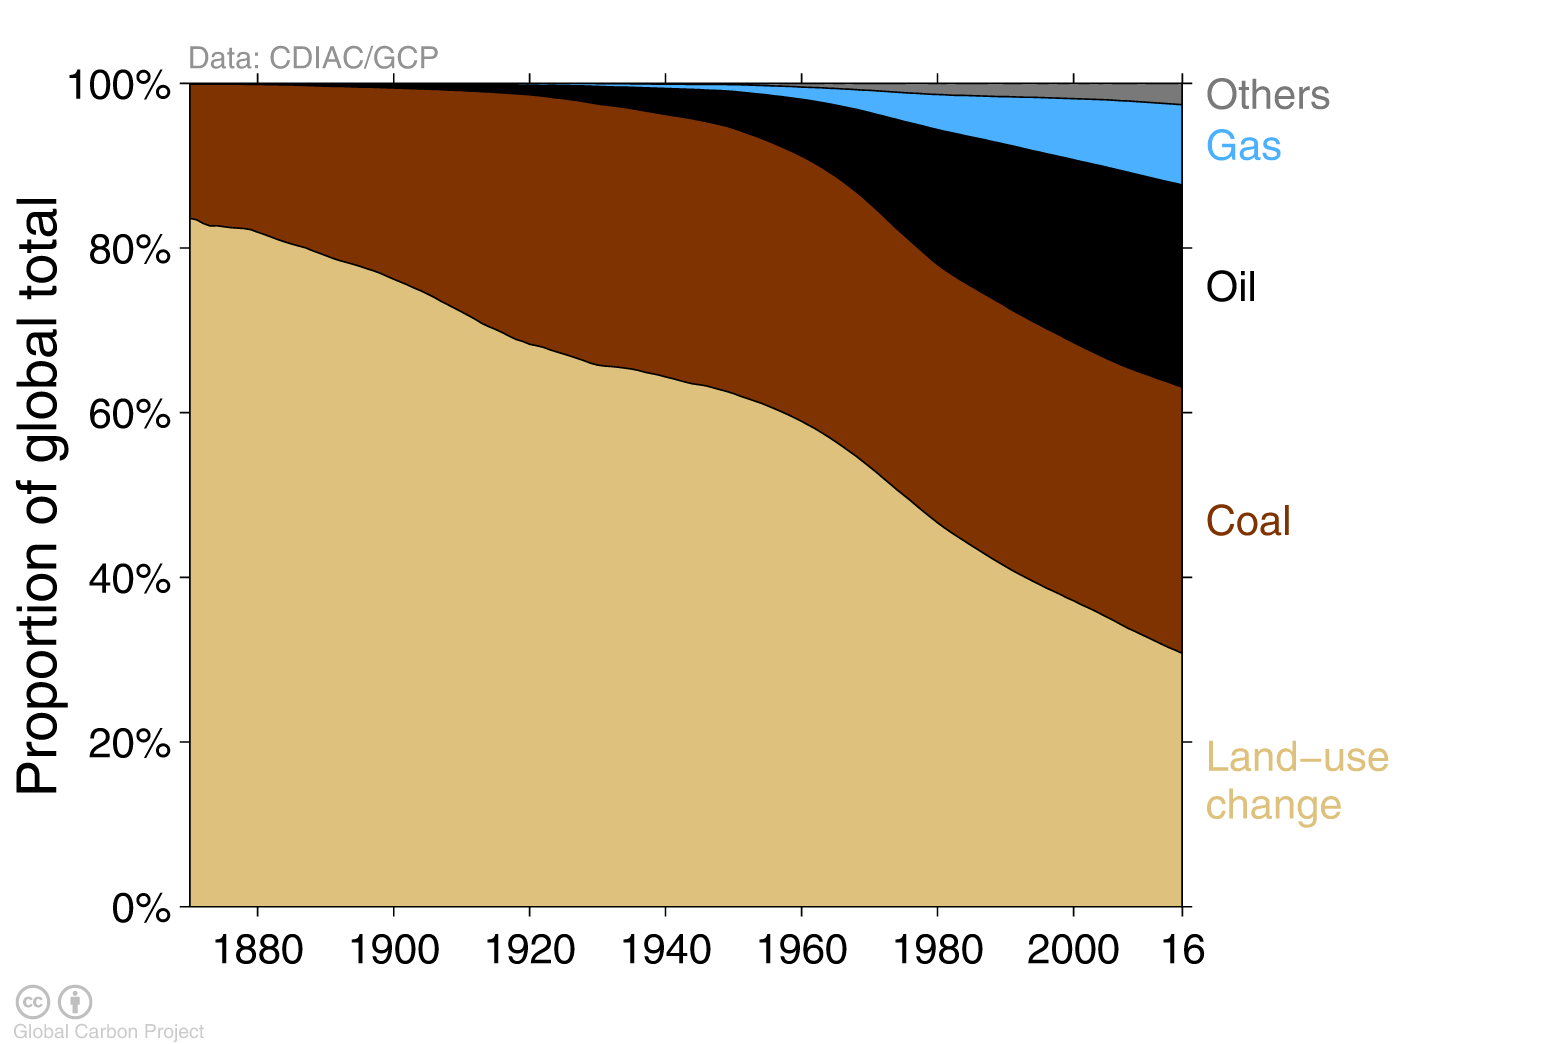 Data: CDIAC/GCP
Proportion of global total
100%
80%
60%
40%
20%
0%
1880 1900 1920 1940 1960 1980 2000 16
Others
Gas
Oil
Coal
Land−use
change
cc
Global Carbon Project